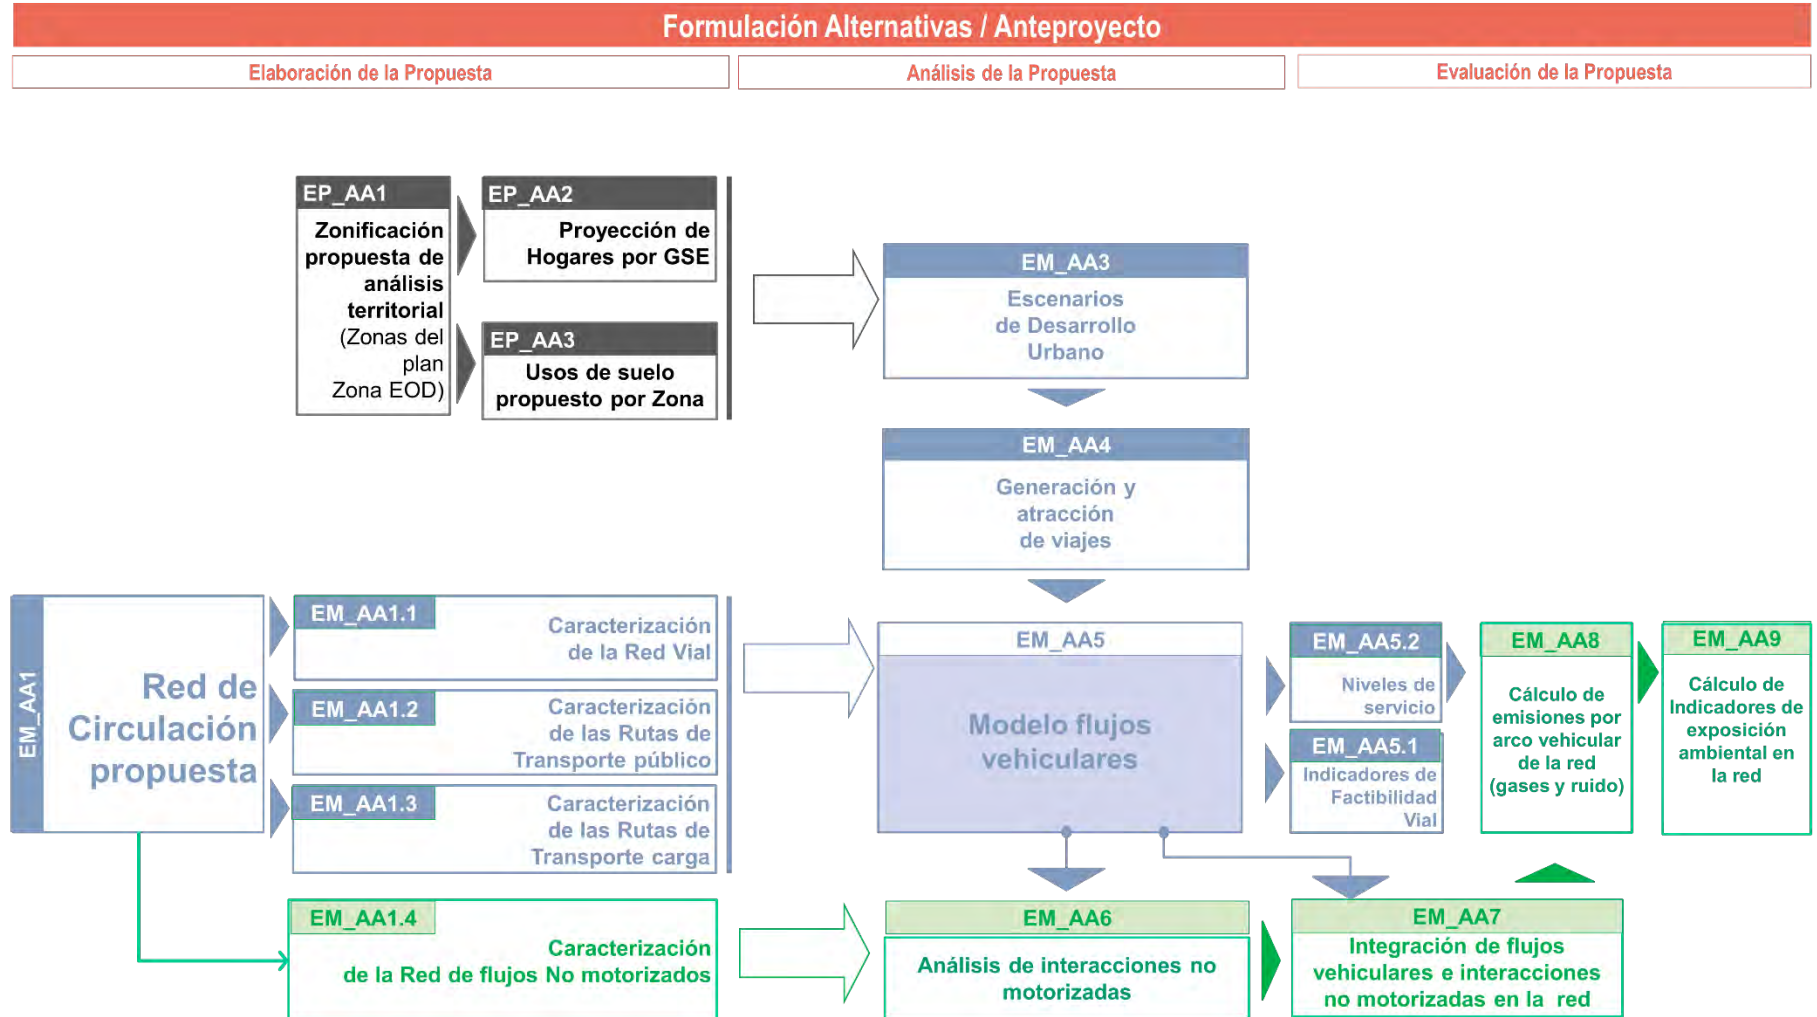 Formulación Alternativas / Anteproyecto
Elaboración de la Propuesta
Análisis de la Propuesta
Evaluación de la Propuesta
EP_AA1
Zonificación
propuesta de
análisis
territorial
(Zonas del
plan
Zona EOD)
EP_AA2
Proyección de
Hogares por GSE
EP_AA3
Usos de suelo
propuesto por Zona
EM_AA3
Escenarios
de Desarrollo
Urbano
EM_AA4
Generación y
atracción
de viajes
EM_AA1
Red de
Circulación
propuesta
EM_AA1.1
Caracterización
de la Red Vial
EM_AA1.2
Caracterización
de las Rutas de
Transporte público
EM_AA1.3
Caracterización
de las Rutas de
Transporte carga
EM_AA1.4
Caracterización
de la Red de flujos No motorizados
EM_AA5
Modelo flujos
vehiculares
EM_AA5.2
Niveles de
servicio
EM_AA5.1
Indicadores de
Factibilidad
Vial
EM_AA8
Cálculo de
emisiones por
arco vehicular
de la red
(gases y ruido)
EM_AA9
Cálculo de
Indicadores de
exposición
ambiental en
la red
EM_AA6
Análisis de interacciones no
motorizadas
EM_AA7
Integración de flujos
vehiculares e interacciones
no motorizadas en la red